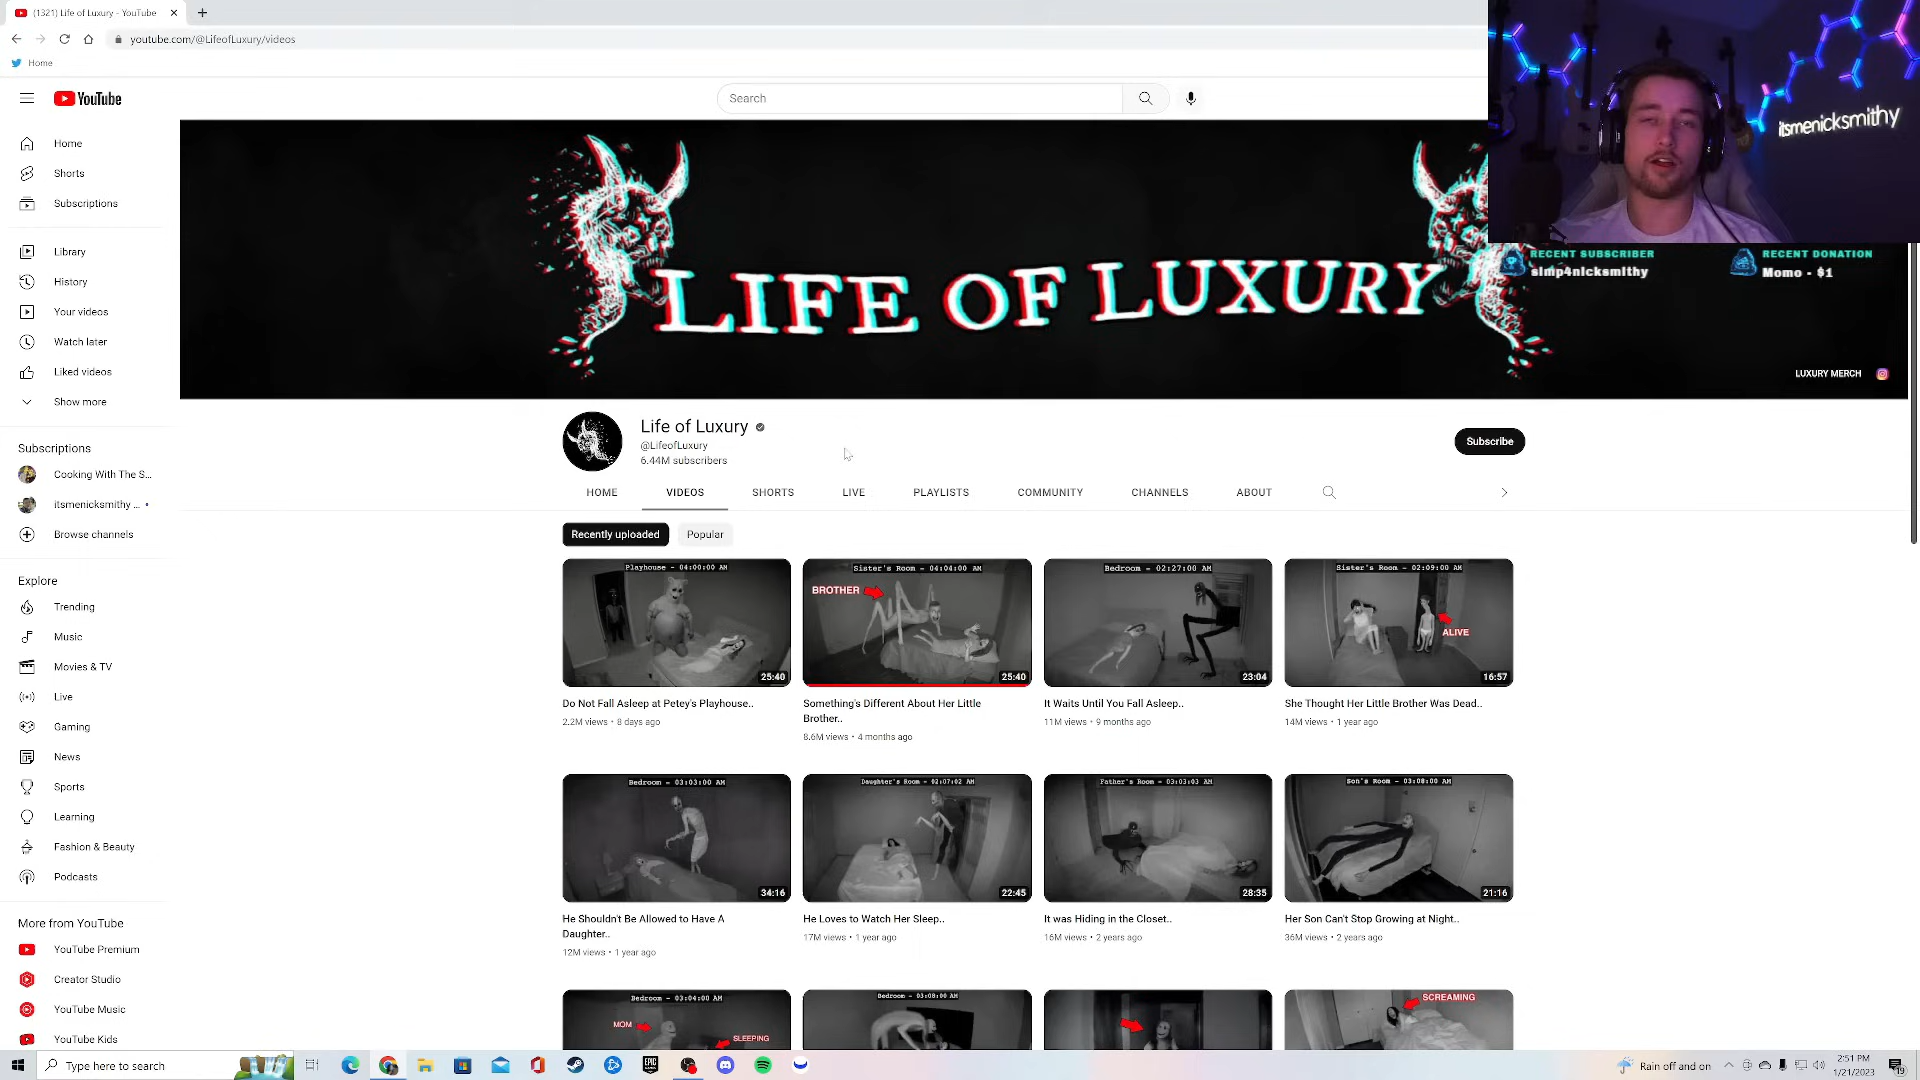 (1321) Life of Luxury - YouTube
youtube.com/@LifeofLuxury/videos
Home
YouTube
Search
itsmenicksmithy
Home
Shorts
Subscriptions
Library
History
Your videos
Watch later
Liked videos
Show more
Subscriptions
Cooking With The S...
itsmenicksmithy ...
Browse channels
Explore
Trending
Music
Movies & TV
Live
Gaming
News
Sports
Learning
Fashion & Beauty
Podcasts
More from YouTube
YouTube Premium
Creator Studio
YouTube Music
YouTube Kids
LIFE OF LUXURY
RECENT SUBSCRIBER
simp4nicksmithy
RECENT DONATION
Momo - $1
LUXURY MERCH
Life of Luxury
@LifeofLuxury
6.44M subscribers
Subscribe
HOME VIDEOS SHORTS LIVE PLAYLISTS COMMUNITY CHANNELS ABOUT
Recently uploaded Popular
Playhouse - 04:00:00 AM
25:40
Do Not Fall Asleep at Petey's Playhouse..
2.2M views • 8 days ago
Sister's Room - 04:04:00 AM
BROTHER
25:40
Something's Different About Her Little
Brother..
8.6M views • 4 months ago
Bedroom - 02:27:00 AM
23:04
It Waits Until You Fall Asleep..
11M views • 9 months ago
Sister's Room - 02:09:00 AM
ALIVE
16:57
She Thought Her Little Brother Was Dead..
14M views • 1 year ago
Bedroom - 03:03:00 AM
34:16
He Shouldn't Be Allowed to Have A
Daughter..
12M views • 1 year ago
Daughter's Room - 02:07:02 AM
22:45
He Loves to Watch Her Sleep..
17M views • 1 year ago
Father's Room - 03:03:03 AM
28:35
It was Hiding in the Closet..
16M views • 2 years ago
Son's Room - 03:08:00 AM
21:16
Her Son Can't Stop Growing at Night..
36M views • 2 years ago
Bedroom - 03:04:00 AM
MOM
SLEEPING
Bedroom - 03:08:00 AM
SCREAMING
Type here to search
EPIC
Rain off and on
2:51 PM
1/21/2023
19